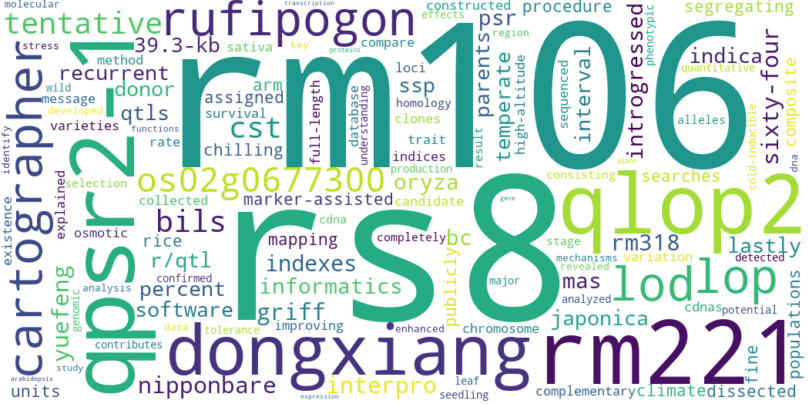 molecular
transcription
tentative
rufipogon
39.3-kb
sativa
effects
compare
constructed
procedure
segregating
psr
parents
key
stress
method
recurrent
donor
arm
assigned
loci
ssp
region
phenotypic
indica
quantitative
wild
message
developed
varieties
qtls
survival
chilling
database
full-length
understanding
homology
clones
trait
indices
temperate
high-altitude
interval
sequenced
introgressed
alleles
sixty-four
composite
cartographer
identify
functions
rate
cst
result
rm106
cold-inducible
dna
plant
proteins
selection
os02g0677300
production
oryza
candidate
consisting
searches
explained
existence
qpsr2-1
collected
marker-assisted
cdna
gene
qlop2
osmotic
rice
bils
mapping
completely
bc
stage
rm318
variation
lastly
r/qtl
indexes
rs8
major
mechanisms
revealed
detected
yuefeng
genomic
confirmed
analysis
percent
informatics
publicly
mas
analyzed
lod
lop
cdnas
potential
populations
software
griff
data
tolerance
improving
enhanced
chromosome
japonica
fine
contributes
study
units
arabidopsis
nipponbare
dongxiang
expression
interpro
leaf
seedling
rm221
complementary
climate
dissected